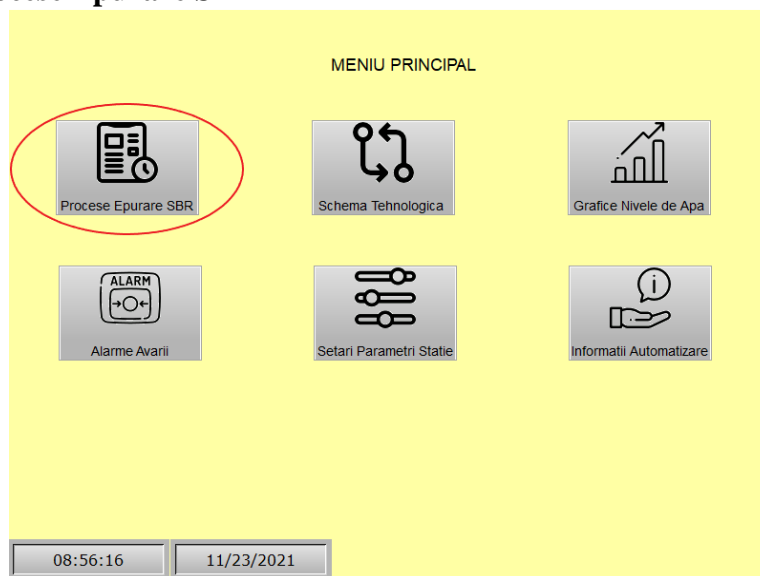 MENIU PRINCIPAL
Procese Epurare SBR
Schema Tehnologica
Grafice Nivele de Apa
ALARM
Alarme Avarii
Setari Parametri Statie
Informatii Automatizare
08:56:16
11/23/2021